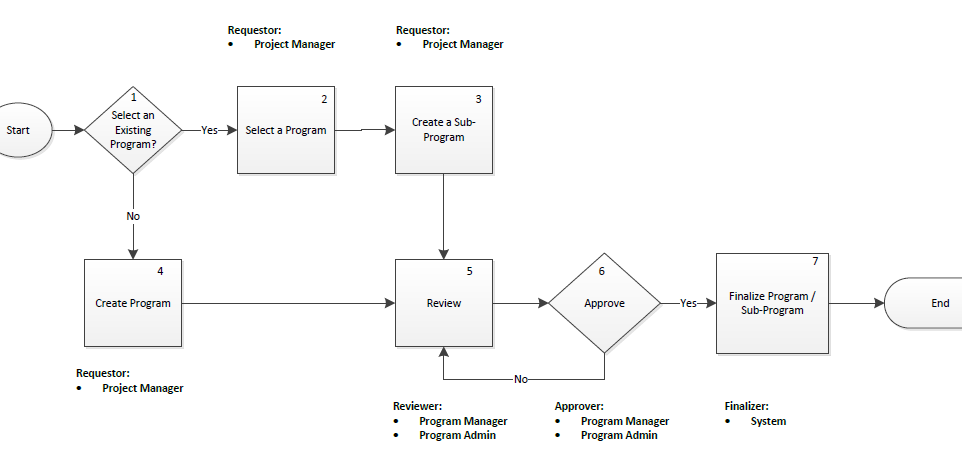 Requestor:
• Project Manager
Requestor:
• Project Manager
Start
1
Select an
Existing
Program?
Yes
2
Select a Program
3
Create a Sub-
Program
No
4
Create Program
5
Review
6
Approve
Yes
7
Finalize Program /
Sub-Program
End
No
Requestor:
• Project Manager
Reviewer:
• Program Manager
• Program Admin
Approver:
• Program Manager
• Program Admin
Finalizer:
• System